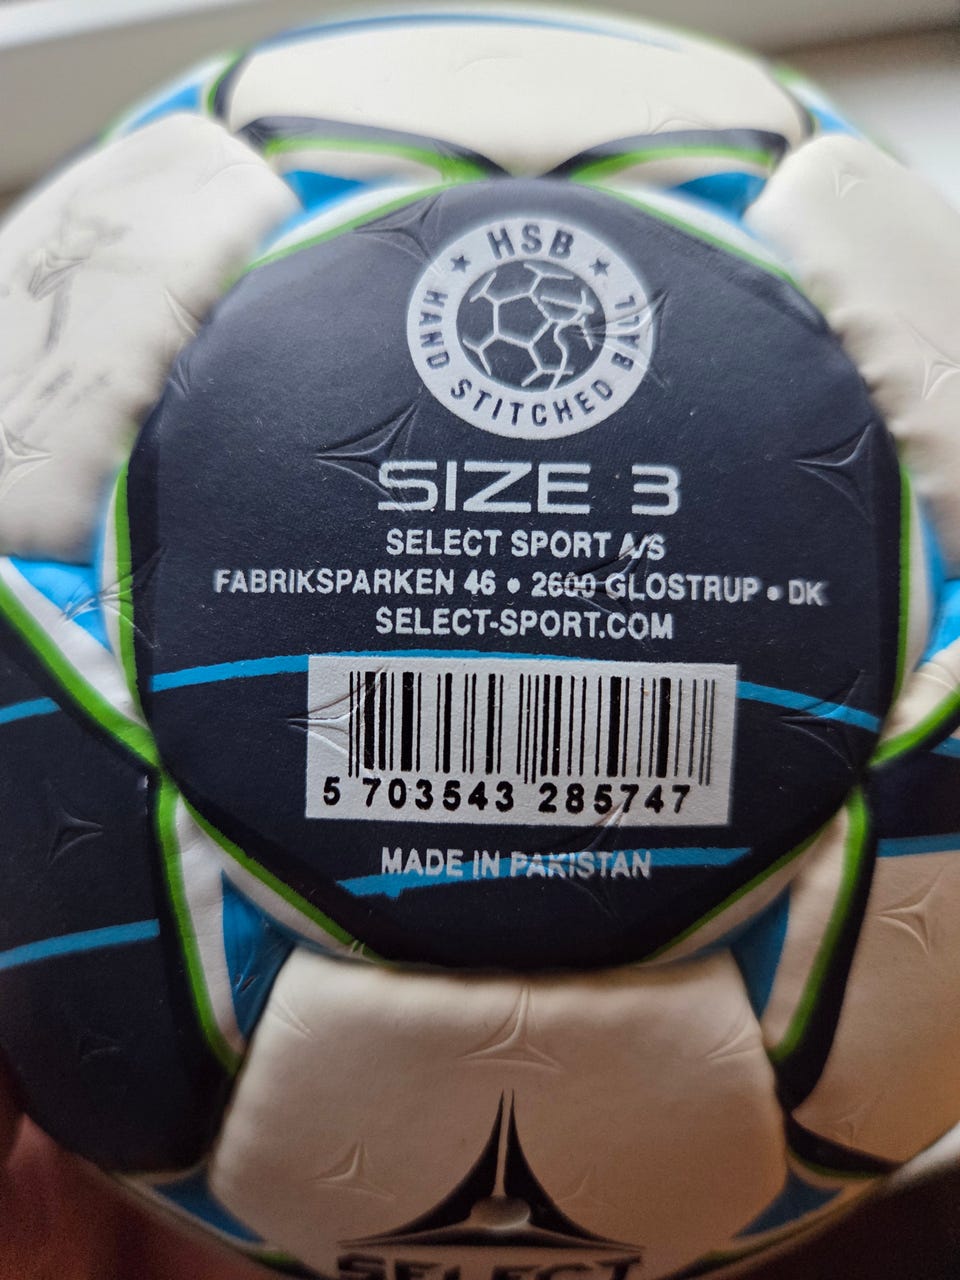 HSB
HAND STITCHED BALL
SIZE 3
SELECT SPORT A/S
FABRIKSPARKEN 46 • 2600 GLOSTRUP • DK
SELECT-SPORT.COM
5 703543 285747
MADE IN PAKISTAN
SELECT